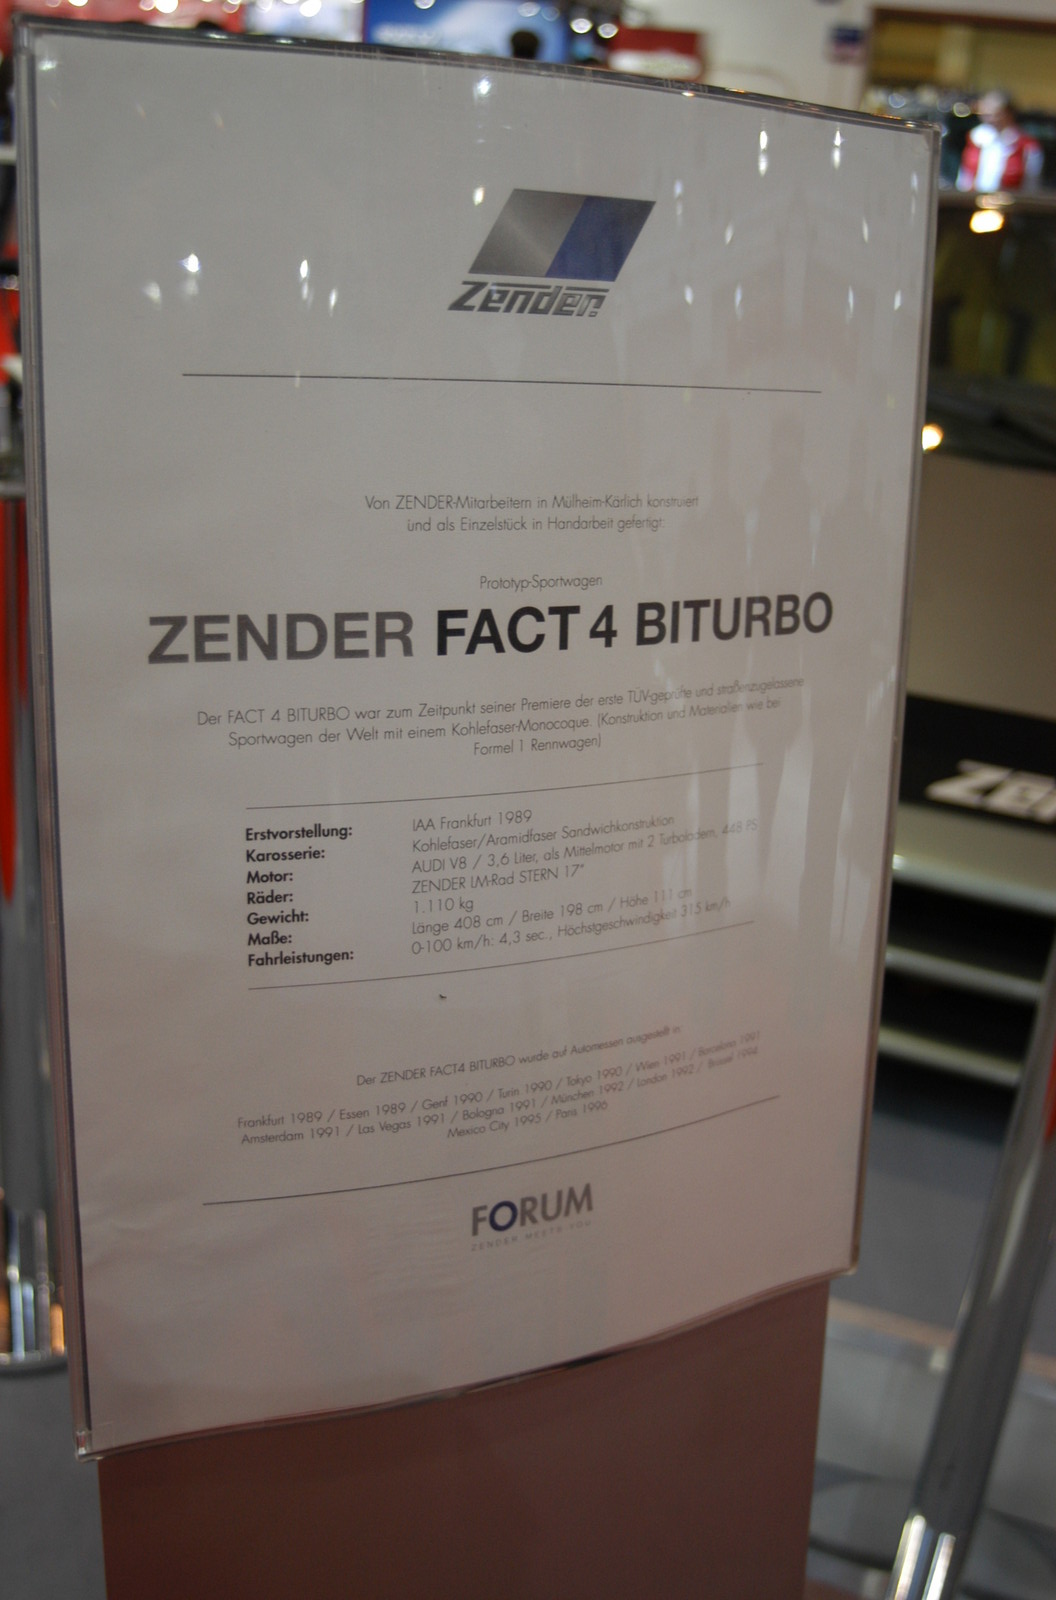 Zender
Von ZENDER-Mitarbeitern in Mülheim-Kärlich konstruiert
und als Einzelstück in Handarbeit gefertigt:
Prototyp-Sportwagen
ZENDER FACT 4 BITURBO
Der FACT 4 BITURBO war zum Zeitpunkt seiner Premiere der erste TÜV-geprüfte und straßenzugelassene
Sportwagen der Welt mit einem Kohlefaser-Monocoque. (Konstruktion und Materialien wie bei
Formel 1 Rennwagen)
Erstvorstellung: IAA Frankfurt 1989
Karosserie: Kohlefaser/Aramidfaser Sandwichkonstruktion
Motor: AUDI V8 / 3,6 Liter, als Mittelmotor mit 2 Turboladern, 448 PS
Räder: ZENDER LM-Rad STERN 17"
Gewicht: 1.110 kg
Maße: Länge 408 cm / Breite 198 cm / Höhe 111 cm
Fahrleistungen: 0-100 km/h: 4,3 sec., Höchstgeschwindigkeit 315 km/h
Der ZENDER FACT4 BITURBO wurde auf Automessen ausgestellt in:
Frankfurt 1989 / Essen 1989 / Genf 1990 / Turin 1990 / Tokyo 1990 / Wien 1991 / Barcelona 1991
Amsterdam 1991 / Las Vegas 1991 / Bologna 1991 / München 1992 / London 1992 / Brüssel 1994
Mexico City 1995 / Paris 1996
FORUM
ZENDER MEETS YOU
Ze